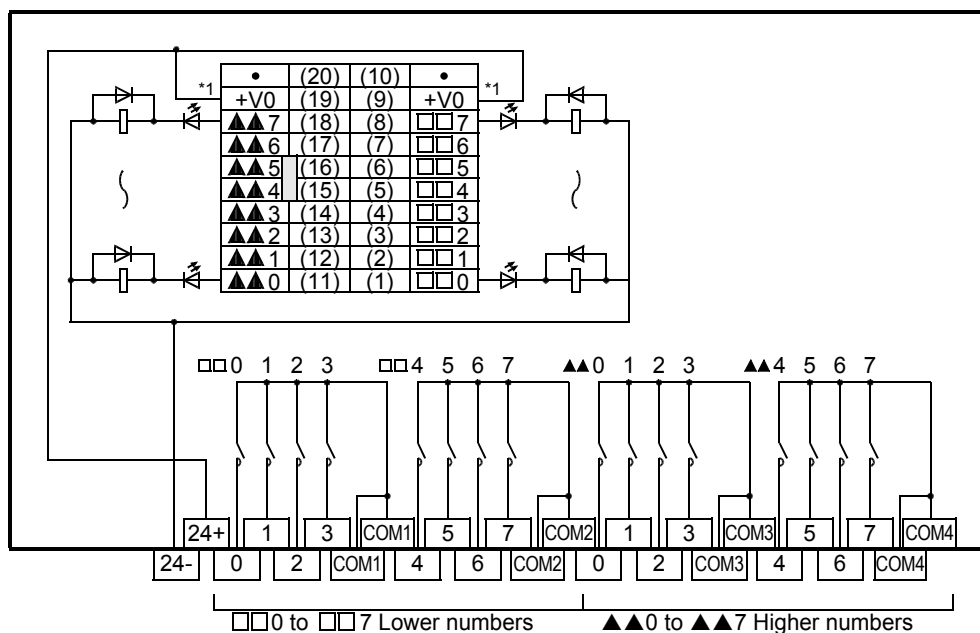 • (20) (10) •
*1 +V0 (19) (9) +V0 *1
▲▲7 (18) (8) □□7
▲▲6 (17) (7) □□6
▲▲5 (16) (6) □□5
▲▲4 (15) (5) □□4
▲▲3 (14) (4) □□3
▲▲2 (13) (3) □□2
▲▲1 (12) (2) □□1
▲▲0 (11) (1) □□0
□□0 1 2 3 □□4 5 6 7 ▲▲0 1 2 3 ▲▲4 5 6 7
24+ 1 3 COM1 5 7 COM2 1 3 COM3 5 7 COM4
24- 0 2 COM1 4 6 COM2 0 2 COM3 4 6 COM4
□□0 to □□7 Lower numbers ▲▲0 to ▲▲7 Higher numbers